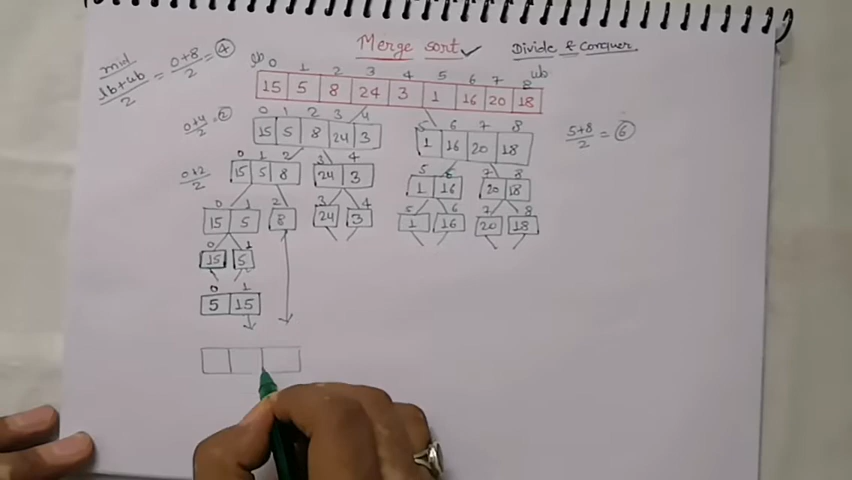 Merge sort ✓ Divide & Conquer
mid
lb+ub/2 = 0+8/2 = 4
lb ub
0 1 2 3 4 5 6 7 8
15 5 8 24 3 1 16 20 18
0+4/2 = 2
0 1 2 3 4 5 6 7 8
15 5 8 24 3 1 16 20 18
5+8/2 = 6
0+2/2
0 1 2 3 4 5 6 7 8
15 5 8 24 3 1 16 20 18
0 1 2 3 4 5 6 7 8
15 5 8 24 3 1 16 20 18
0 1
15 5
0 1
5 15